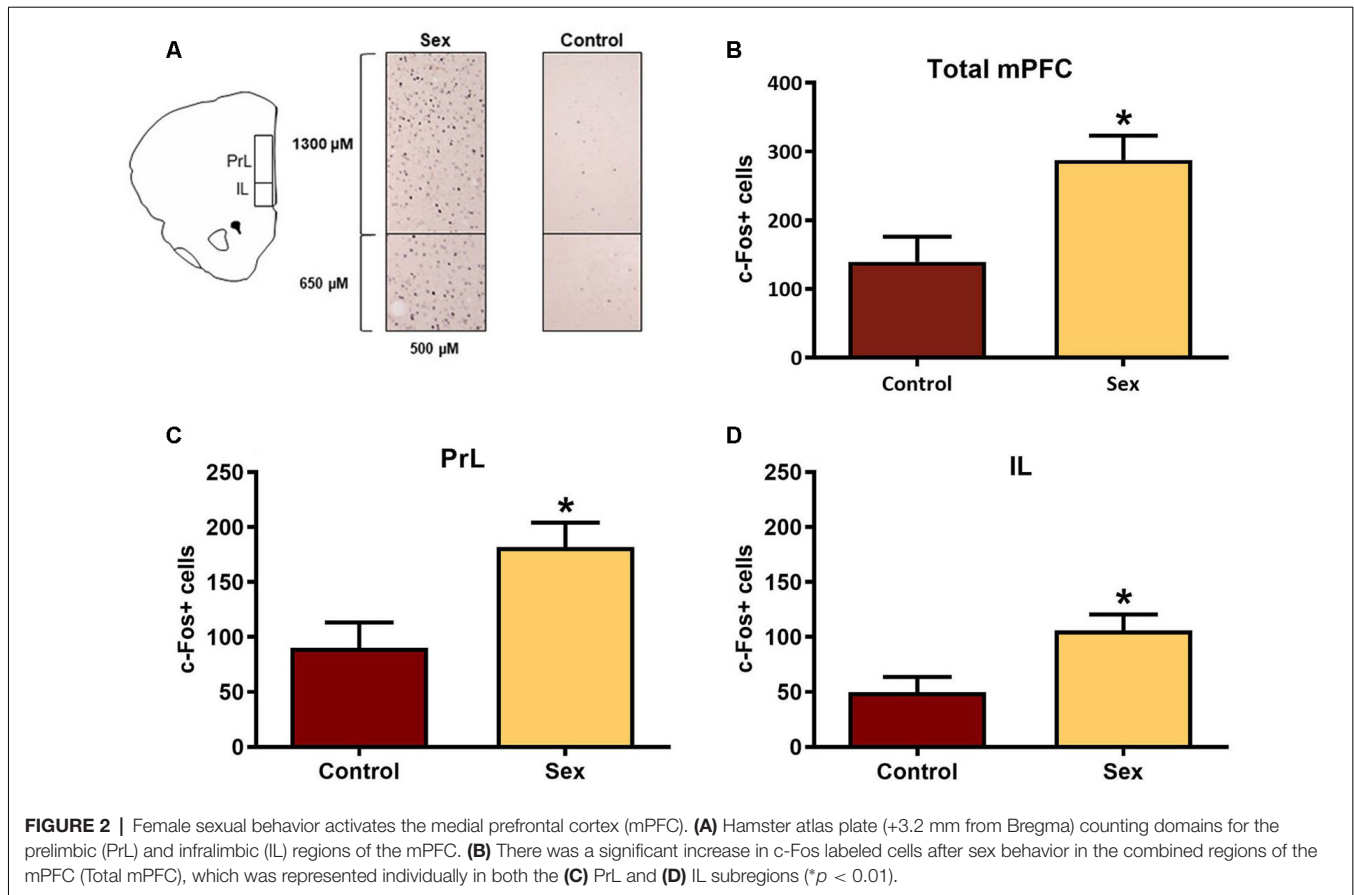 A
Sex
Control
1300 µM
PrL
IL
650 µM
500 µM
B
Total mPFC
c-Fos+ cells
400
300
200
100
0
*
Control
Sex
C
PrL
c-Fos+ cells
250
200
150
100
50
0
*
Control
Sex
D
IL
c-Fos+ cells
250
200
150
100
50
0
*
Control
Sex
FIGURE 2 | Female sexual behavior activates the medial prefrontal cortex (mPFC). (A) Hamster atlas plate (+3.2 mm from Bregma) counting domains for the
prelimbic (PrL) and infralimbic (IL) regions of the mPFC. (B) There was a significant increase in c-Fos labeled cells after sex behavior in the combined regions of the
mPFC (Total mPFC), which was represented individually in both the (C) PrL and (D) IL subregions (*p < 0.01).